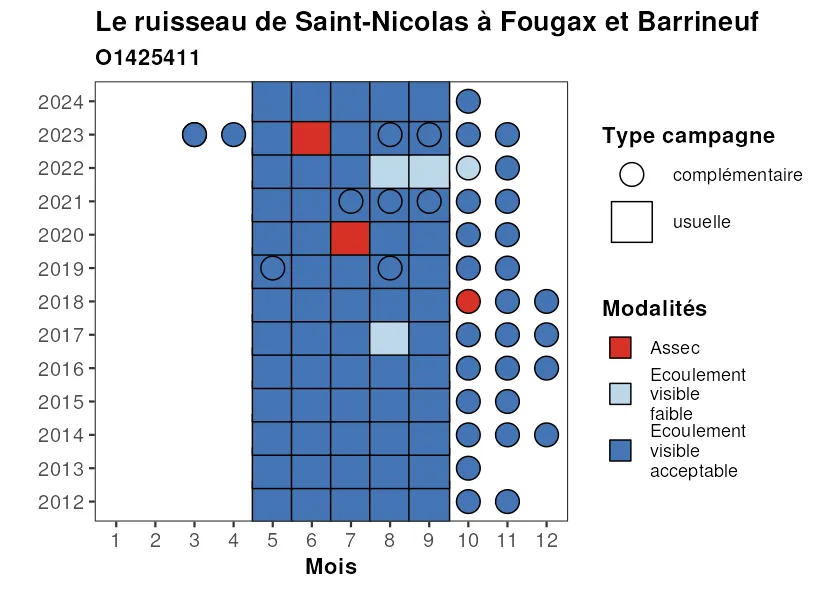 Le ruisseau de Saint-Nicolas à Fougax et Barrineuf
O1425411
2024
2023
2022
2021
2020
2019
2018
2017
2016
2015
2014
2013
2012
1 2 3 4 5 6 7 8 9 10 11 12
Mois
Type campagne
complémentaire
usuelle
Modalités
Assec
Ecoulement
visible
faible
Ecoulement
visible
acceptable